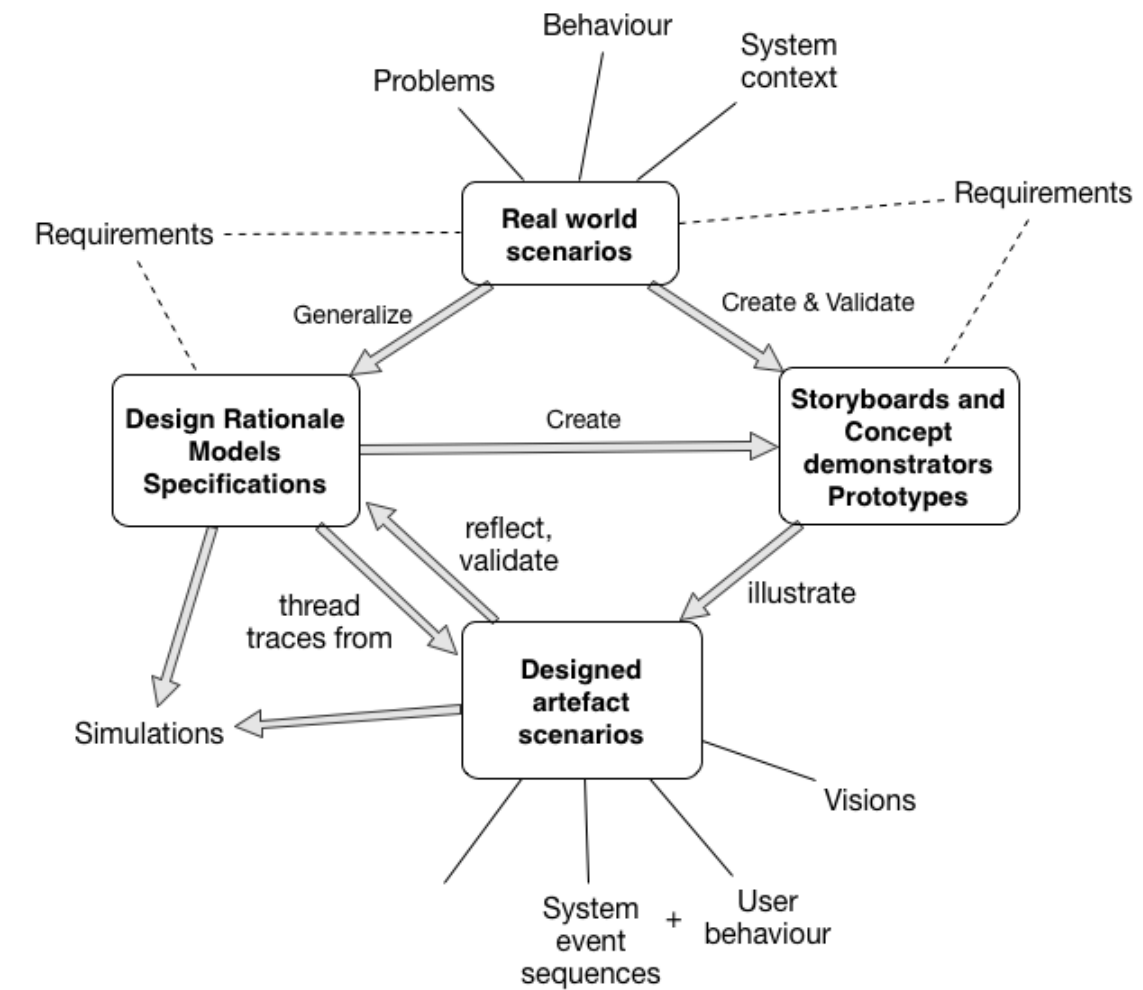 Behaviour
System
context
Problems
Requirements
Real world
scenarios
Requirements
Generalize
Create & Validate
Design Rationale
Models
Specifications
Create
Storyboards and
Concept
demonstrators
Prototypes
reflect,
validate
thread
traces from
illustrate
Designed
artefact
scenarios
Simulations
Visions
System
event
sequences
+
User
behaviour